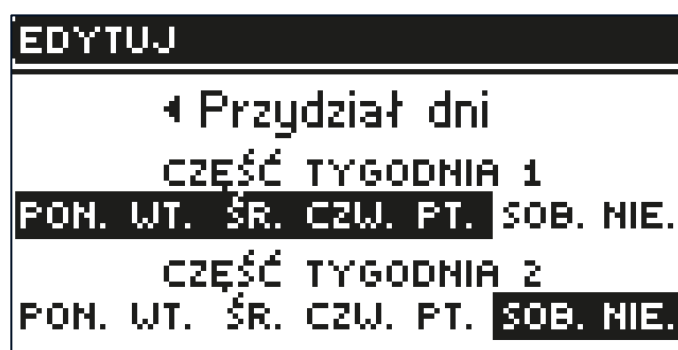 EDYTUJ
Przydział dni
CZĘŚĆ TYGODNIA 1
PON. WT. ŚR. CZW. PT. SOB. NIE.
CZĘŚĆ TYGODNIA 2
PON. WT. ŚR. CZW. PT. SOB. NIE.